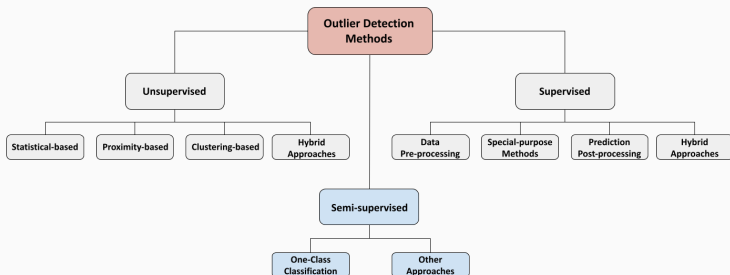 Outlier Detection
Methods
Unsupervised
Supervised
Statistical-based
Proximity-based
Clustering-based
Hybrid
Approaches
Data
Pre-processing
Special-purpose
Methods
Prediction
Post-processing
Hybrid
Approaches
Semi-supervised
One-Class
Classification
Other
Approaches